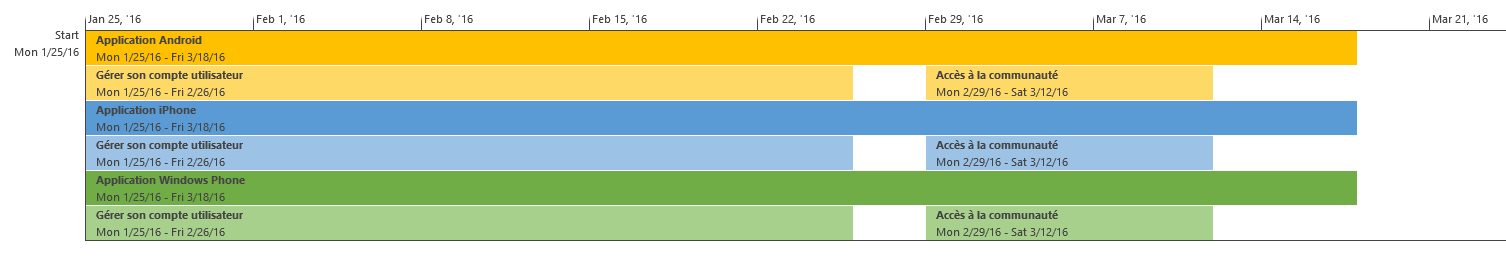 Jan 25, '16 Feb 1, '16 Feb 8, '16 Feb 15, '16 Feb 22, '16 Feb 29, '16 Mar 7, '16 Mar 14, '16 Mar 21, '16
Start
Mon 1/25/16
Application Android
Mon 1/25/16 - Fri 3/18/16
Gérer son compte utilisateur Accès à la communauté
Mon 1/25/16 - Fri 2/26/16 Mon 2/29/16 - Sat 3/12/16
Application iPhone
Mon 1/25/16 - Fri 3/18/16
Gérer son compte utilisateur Accès à la communauté
Mon 1/25/16 - Fri 2/26/16 Mon 2/29/16 - Sat 3/12/16
Application Windows Phone
Mon 1/25/16 - Fri 3/18/16
Gérer son compte utilisateur Accès à la communauté
Mon 1/25/16 - Fri 2/26/16 Mon 2/29/16 - Sat 3/12/16